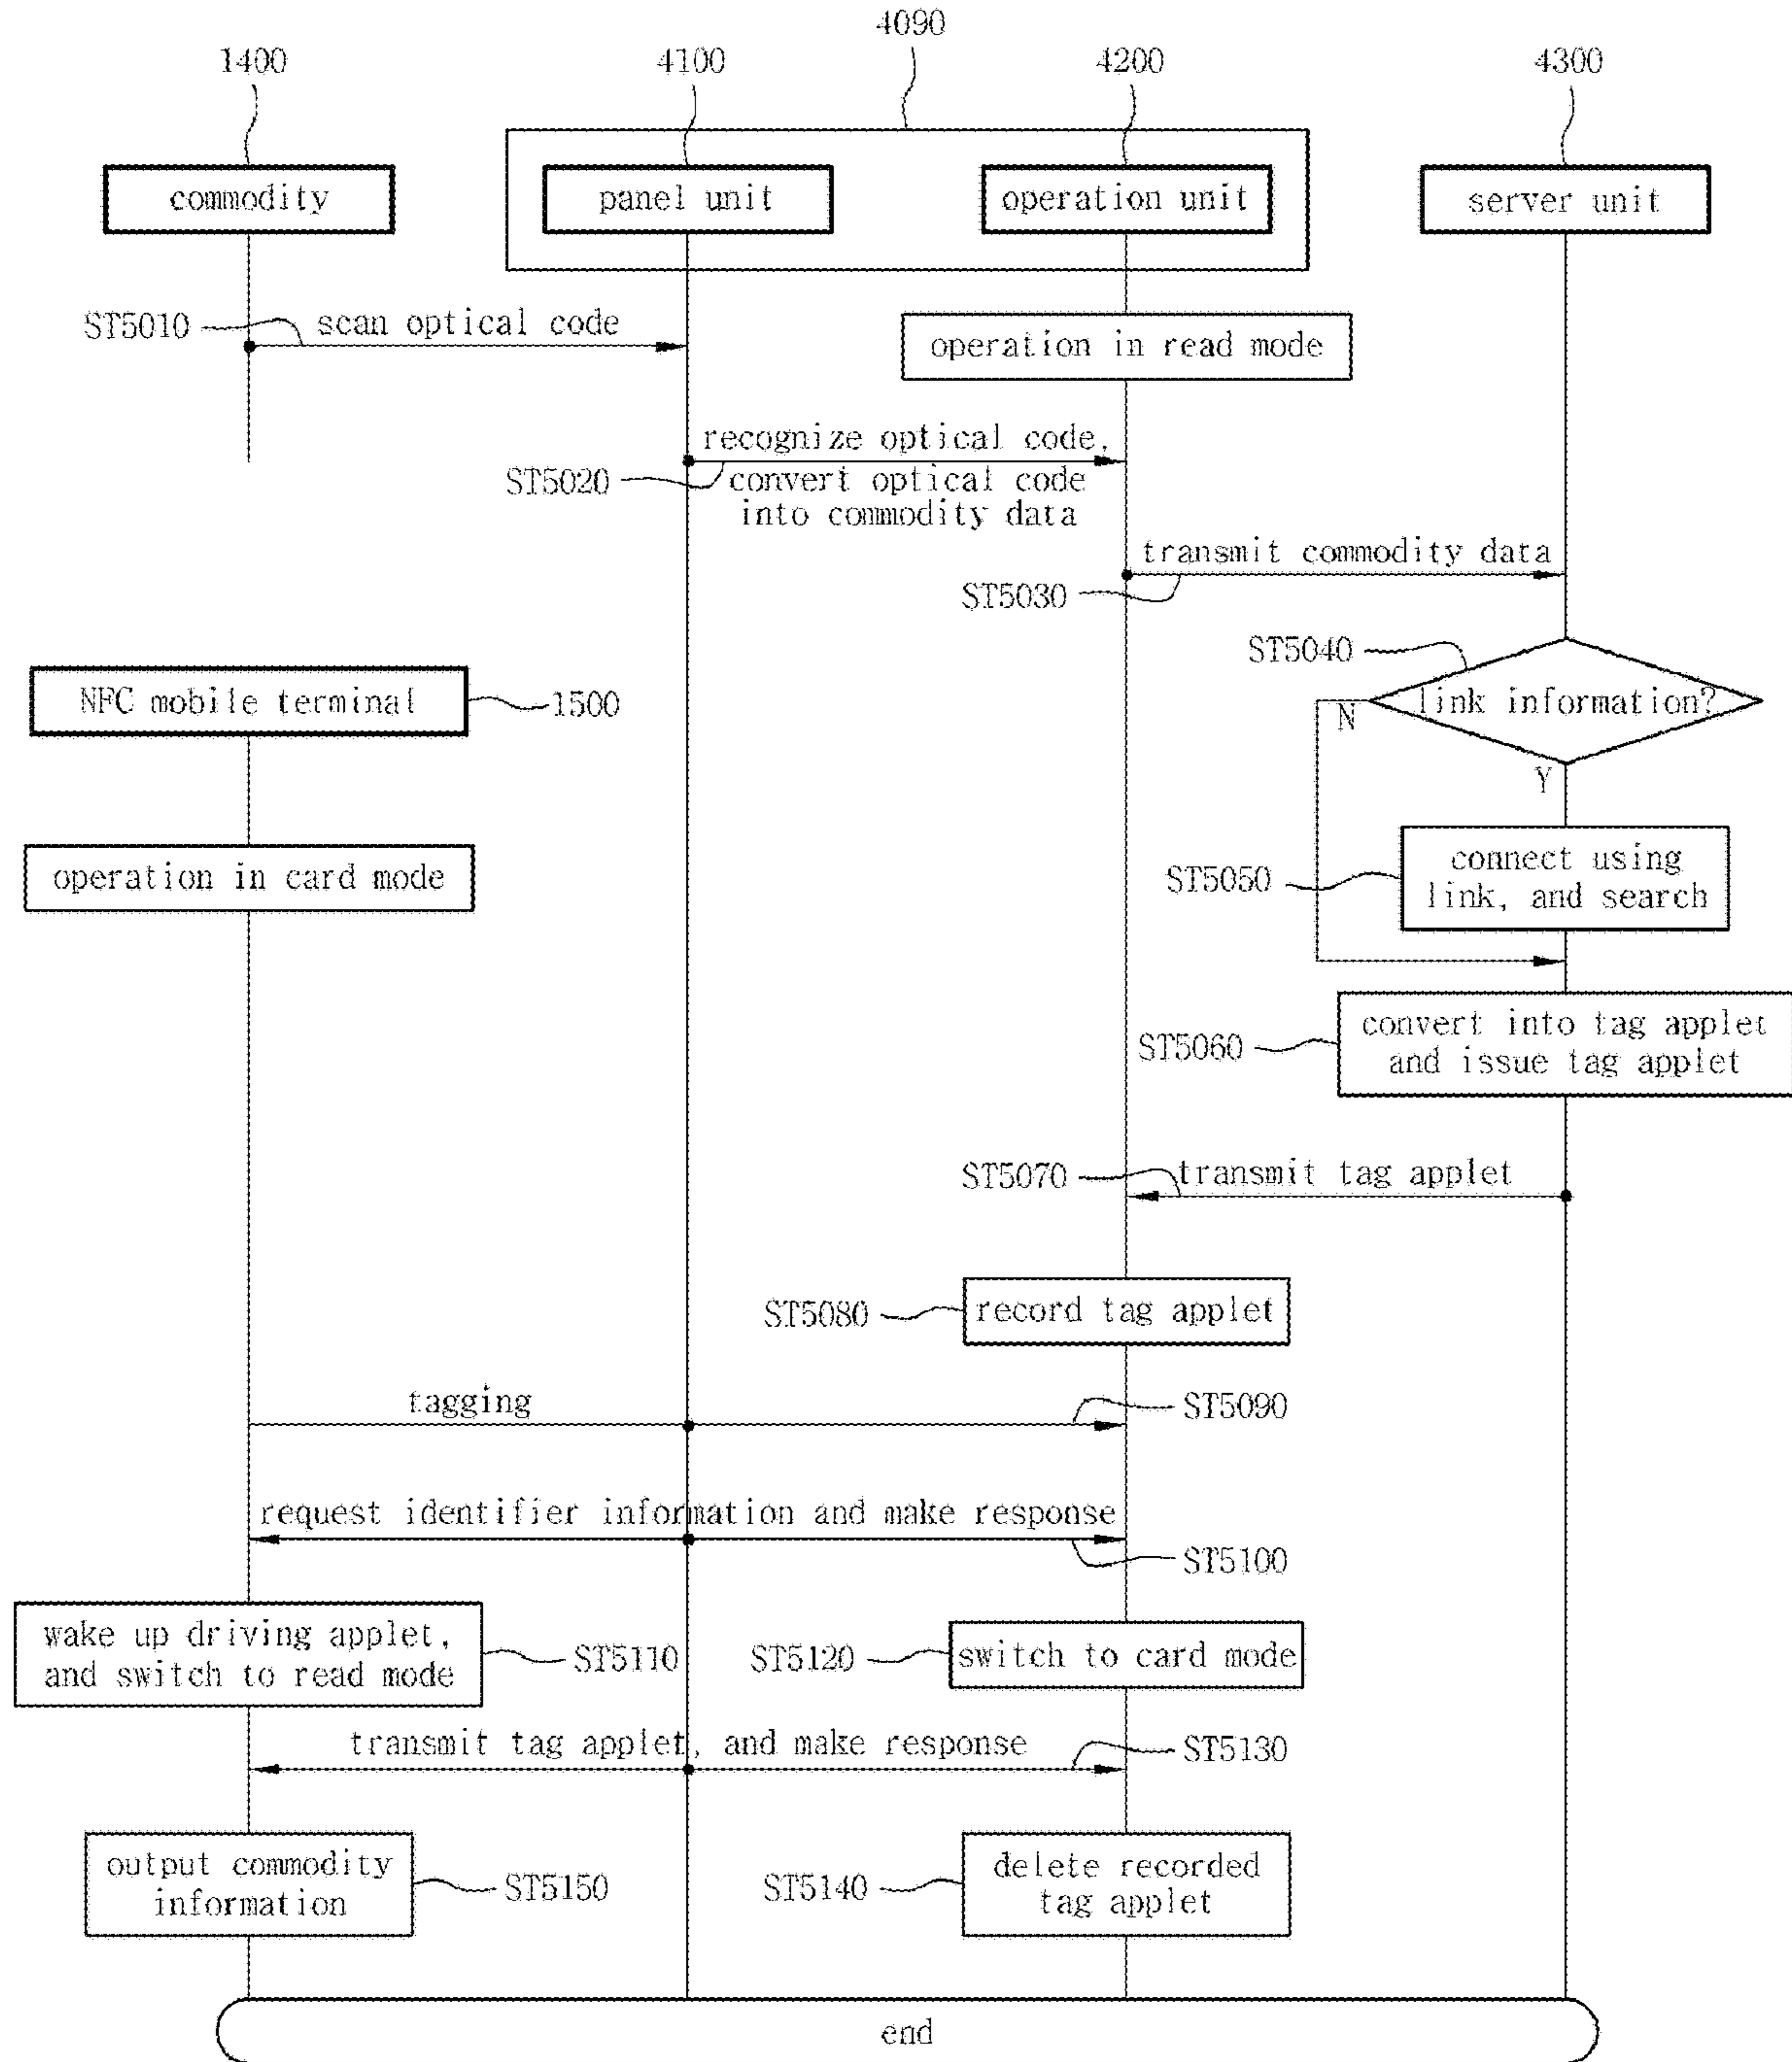 4090
1400
4100
4200
4300
commodity
panel unit
operation unit
server unit
ST5010
scan optical code
operation in read mode
recognize optical code,
ST5020
convert optical code
into commodity data
transmit commodity data
ST5030
ST5040
link information?
N
Y
NFC mobile terminal
1500
operation in card mode
ST5050
connect using
link, and search
ST5060
convert into tag applet
and issue tag applet
ST5070
transmit tag applet
ST5080
record tag applet
tagging
ST5090
request identifier information and make response
ST5100
wake up driving applet,
and switch to read mode
ST5110
ST5120
switch to card mode
transmit tag applet, and make response
ST5130
output commodity
information
ST5150
ST5140
delete recorded
tag applet
end